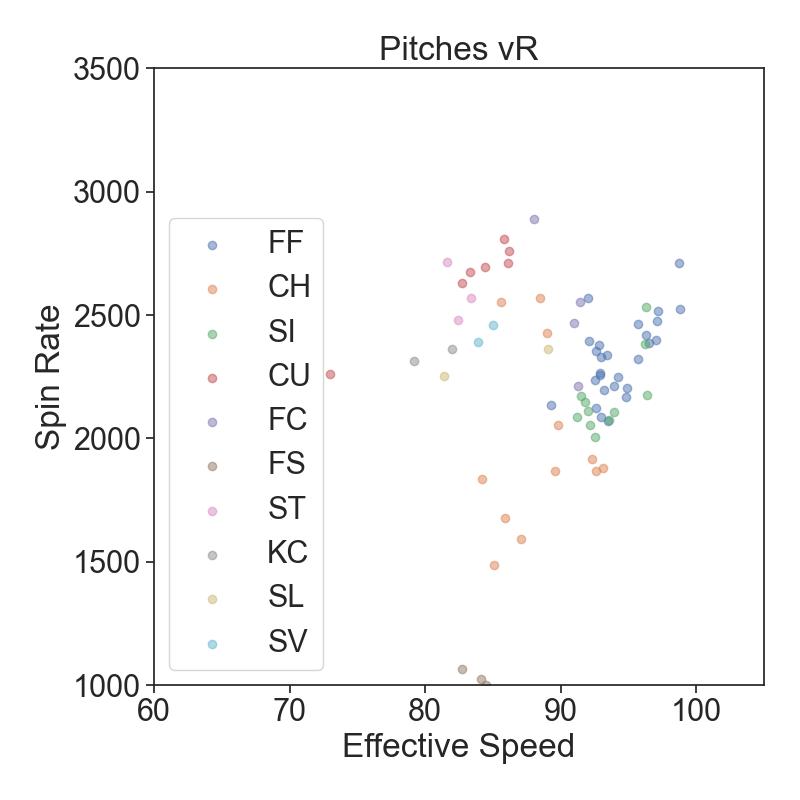 Pitches vR
3500
3000
2500
2000
1500
1000
Spin Rate
FF
CH
SI
CU
FC
FS
ST
KC
SL
SV
60 70 80 90 100
Effective Speed